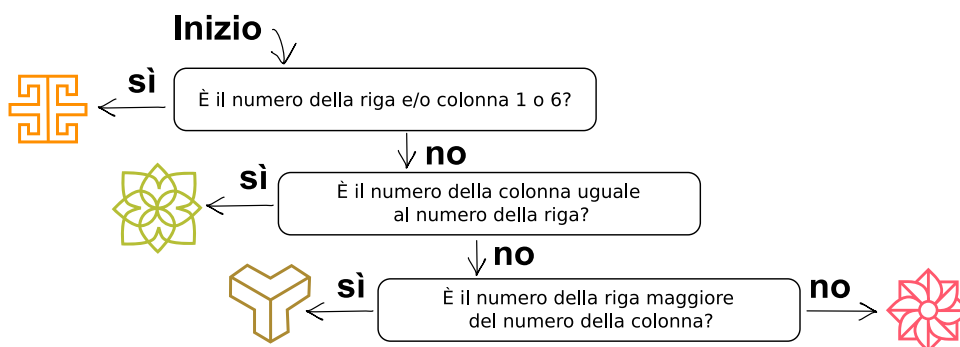 Inizio
sì
È il numero della riga e/o colonna 1 o 6?
no
sì
È il numero della colonna uguale
al numero della riga?
no
sì
È il numero della riga maggiore
del numero della colonna?
no